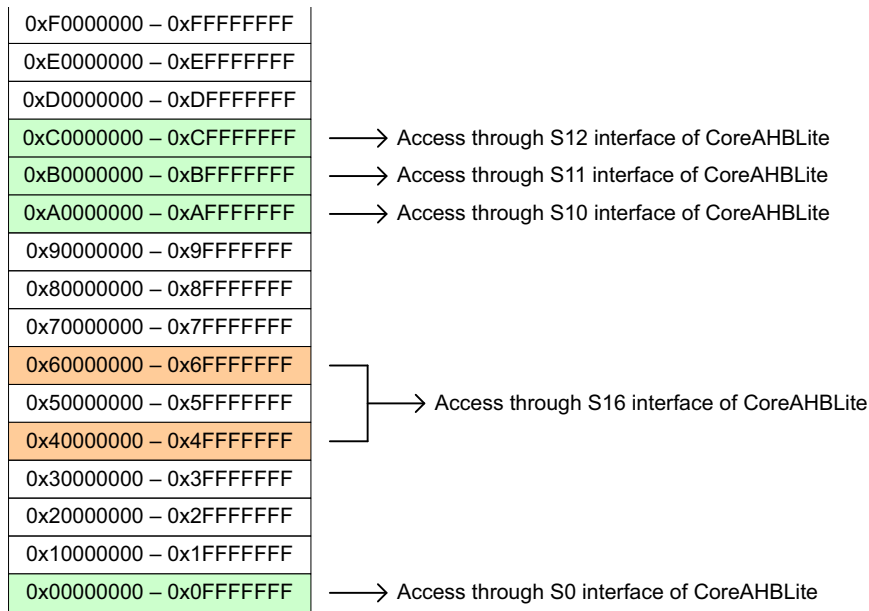 0xF0000000 – 0xFFFFFFFF
0xE0000000 – 0xEFFFFFFF
0xD0000000 – 0xDFFFFFFF
0xC0000000 – 0xCFFFFFFF Access through S12 interface of CoreAHBLite
0xB0000000 – 0xBFFFFFFF Access through S11 interface of CoreAHBLite
0xA0000000 – 0xAFFFFFFF Access through S10 interface of CoreAHBLite
0x90000000 – 0x9FFFFFFF
0x80000000 – 0x8FFFFFFF
0x70000000 – 0x7FFFFFFF
0x60000000 – 0x6FFFFFFF
0x50000000 – 0x5FFFFFFF Access through S16 interface of CoreAHBLite
0x40000000 – 0x4FFFFFFF
0x30000000 – 0x3FFFFFFF
0x20000000 – 0x2FFFFFFF
0x10000000 – 0x1FFFFFFF
0x00000000 – 0x0FFFFFFF Access through S0 interface of CoreAHBLite